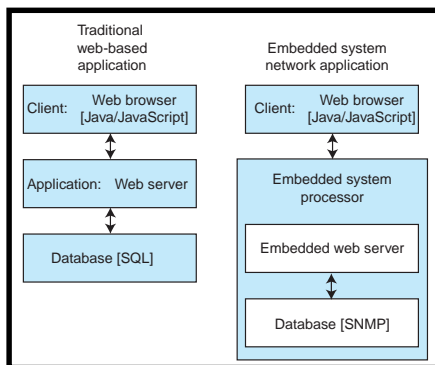 Traditional
web-based
application
Client: Web browser
[Java/JavaScript]
Application: Web server
Database [SQL]
Embedded system
network application
Client: Web browser
[Java/JavaScript]
Embedded system
processor
Embedded web server
Database [SNMP]